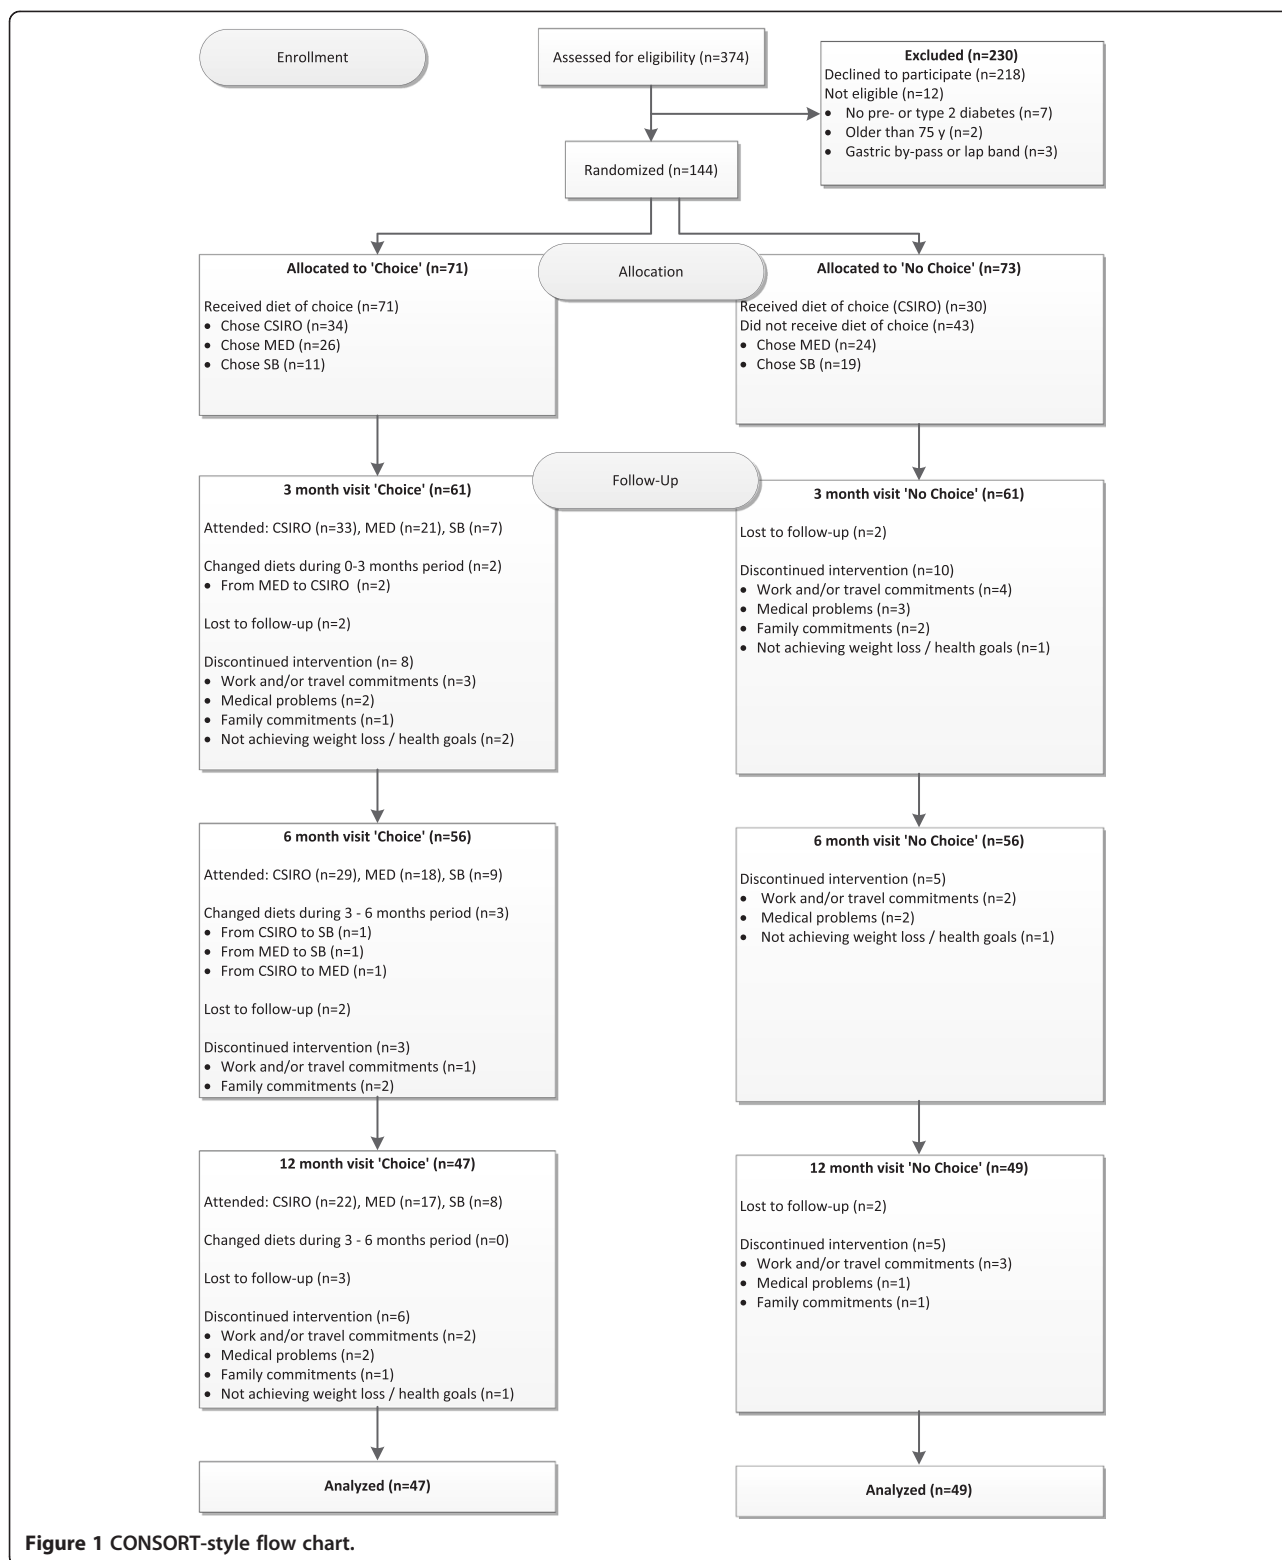 Enrollment
Assessed for eligibility (n=374)
Excluded (n=230)
Declined to participate (n=218)
Not eligible (n=12)
• No pre- or type 2 diabetes (n=7)
• Older than 75 y (n=2)
• Gastric by-pass or lap band (n=3)
Randomized (n=144)
Allocation
Allocated to 'Choice' (n=71)
Received diet of choice (n=71)
• Chose CSIRO (n=34)
• Chose MED (n=26)
• Chose SB (n=11)
Allocated to 'No Choice' (n=73)
Received diet of choice (CSIRO) (n=30)
Did not receive diet of choice (n=43)
• Chose MED (n=24)
• Chose SB (n=19)
Follow-Up
3 month visit 'Choice' (n=61)
Attended: CSIRO (n=33), MED (n=21), SB (n=7)
Changed diets during 0-3 months period (n=2)
• From MED to CSIRO (n=2)
Lost to follow-up (n=2)
Discontinued intervention (n= 8)
• Work and/or travel commitments (n=3)
• Medical problems (n=2)
• Family commitments (n=1)
• Not achieving weight loss / health goals (n=2)
3 month visit 'No Choice' (n=61)
Lost to follow-up (n=2)
Discontinued intervention (n=10)
• Work and/or travel commitments (n=4)
• Medical problems (n=3)
• Family commitments (n=2)
• Not achieving weight loss / health goals (n=1)
6 month visit 'Choice' (n=56)
Attended: CSIRO (n=29), MED (n=18), SB (n=9)
Changed diets during 3 - 6 months period (n=3)
• From CSIRO to SB (n=1)
• From MED to SB (n=1)
• From CSIRO to MED (n=1)
Lost to follow-up (n=2)
Discontinued intervention (n=3)
• Work and/or travel commitments (n=1)
• Family commitments (n=2)
6 month visit 'No Choice' (n=56)
Discontinued intervention (n=5)
• Work and/or travel commitments (n=2)
• Medical problems (n=2)
• Not achieving weight loss / health goals (n=1)
12 month visit 'Choice' (n=47)
Attended: CSIRO (n=22), MED (n=17), SB (n=8)
Changed diets during 3 - 6 months period (n=0)
Lost to follow-up (n=3)
Discontinued intervention (n=6)
• Work and/or travel commitments (n=2)
• Medical problems (n=2)
• Family commitments (n=1)
• Not achieving weight loss / health goals (n=1)
12 month visit 'No Choice' (n=49)
Lost to follow-up (n=2)
Discontinued intervention (n=5)
• Work and/or travel commitments (n=3)
• Medical problems (n=1)
• Family commitments (n=1)
Analyzed (n=47)
Analyzed (n=49)
Figure 1 CONSORT-style flow chart.